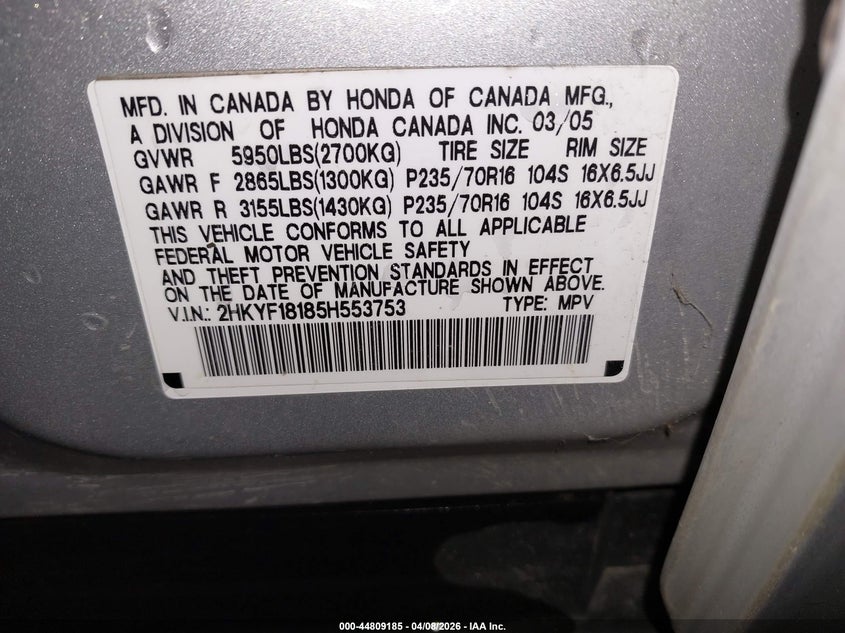 MFD. IN CANADA BY HONDA OF CANADA MFG.,
A DIVISION OF HONDA CANADA INC. 03/05
GVWR 5950LBS(2700KG) TIRE SIZE RIM SIZE
GAWR F 2865LBS(1300KG) P235/70R16 104S 16X6.5JJ
GAWR R 3155LBS(1430KG) P235/70R16 104S 16X6.5JJ
THIS VEHICLE CONFORMS TO ALL APPLICABLE
FEDERAL MOTOR VEHICLE SAFETY
AND THEFT PREVENTION STANDARDS IN EFFECT
ON THE DATE OF MANUFACTURE SHOWN ABOVE.
V.I.N.: 2HKYF18185H553753 TYPE: MPV
000-44809185 - 04/08/2026 - IAA Inc.